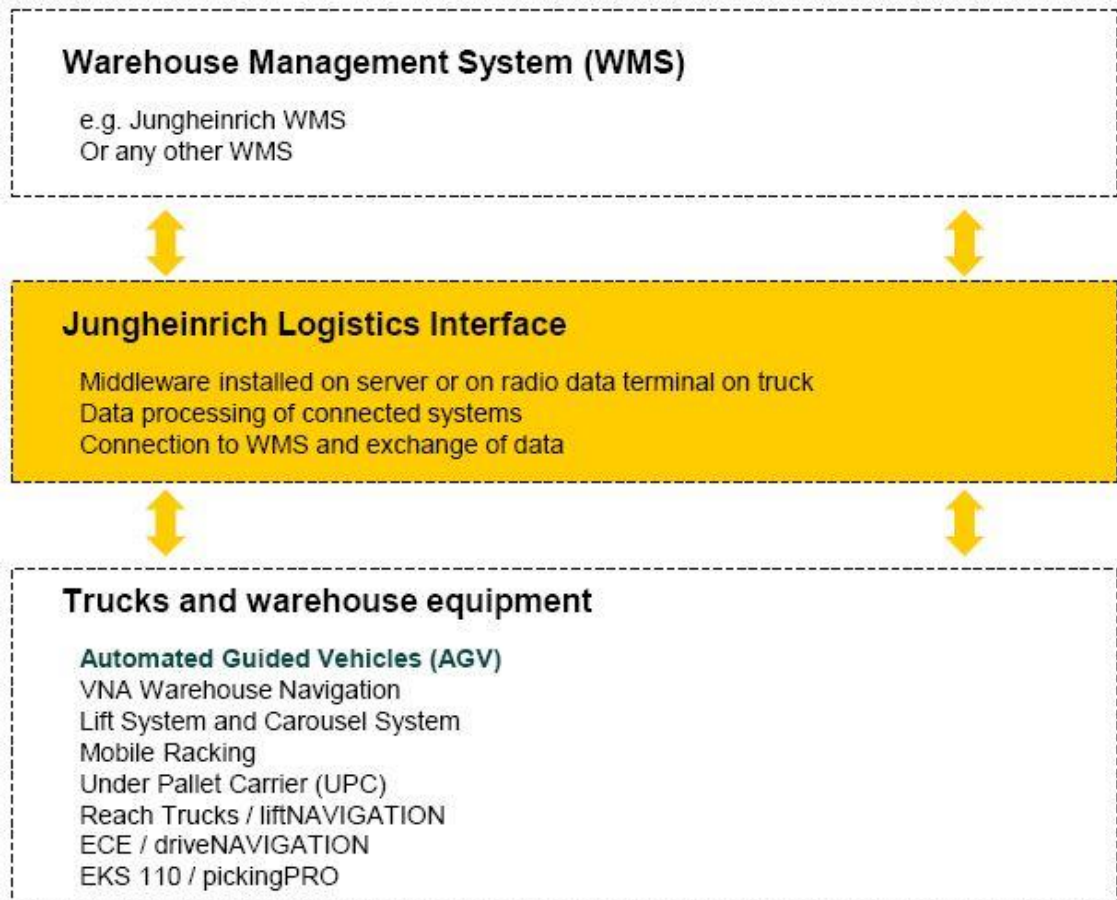 Warehouse Management System (WMS)
e.g. Jungheinrich WMS
Or any other WMS
Jungheinrich Logistics Interface
Middleware installed on server or on radio data terminal on truck
Data processing of connected systems
Connection to WMS and exchange of data
Trucks and warehouse equipment
Automated Guided Vehicles (AGV)
VNA Warehouse Navigation
Lift System and Carousel System
Mobile Racking
Under Pallet Carrier (UPC)
Reach Trucks / liftNAVIGATION
ECE / driveNAVIGATION
EKS 110 / pickingPRO